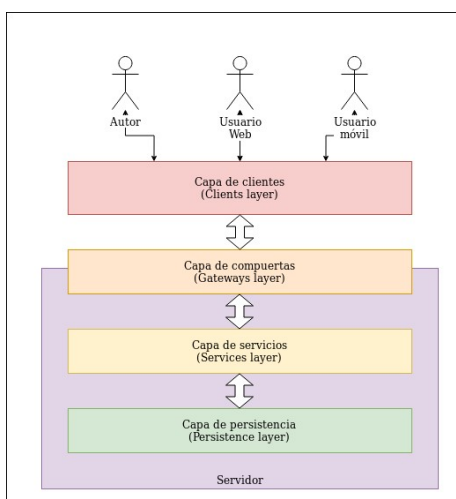 Autor
Usuario
Web
Usuario
móvil
Capa de clientes
(Clients layer)
Capa de compuertas
(Gateways layer)
Capa de servicios
(Services layer)
Capa de persistencia
(Persistence layer)
Servidor